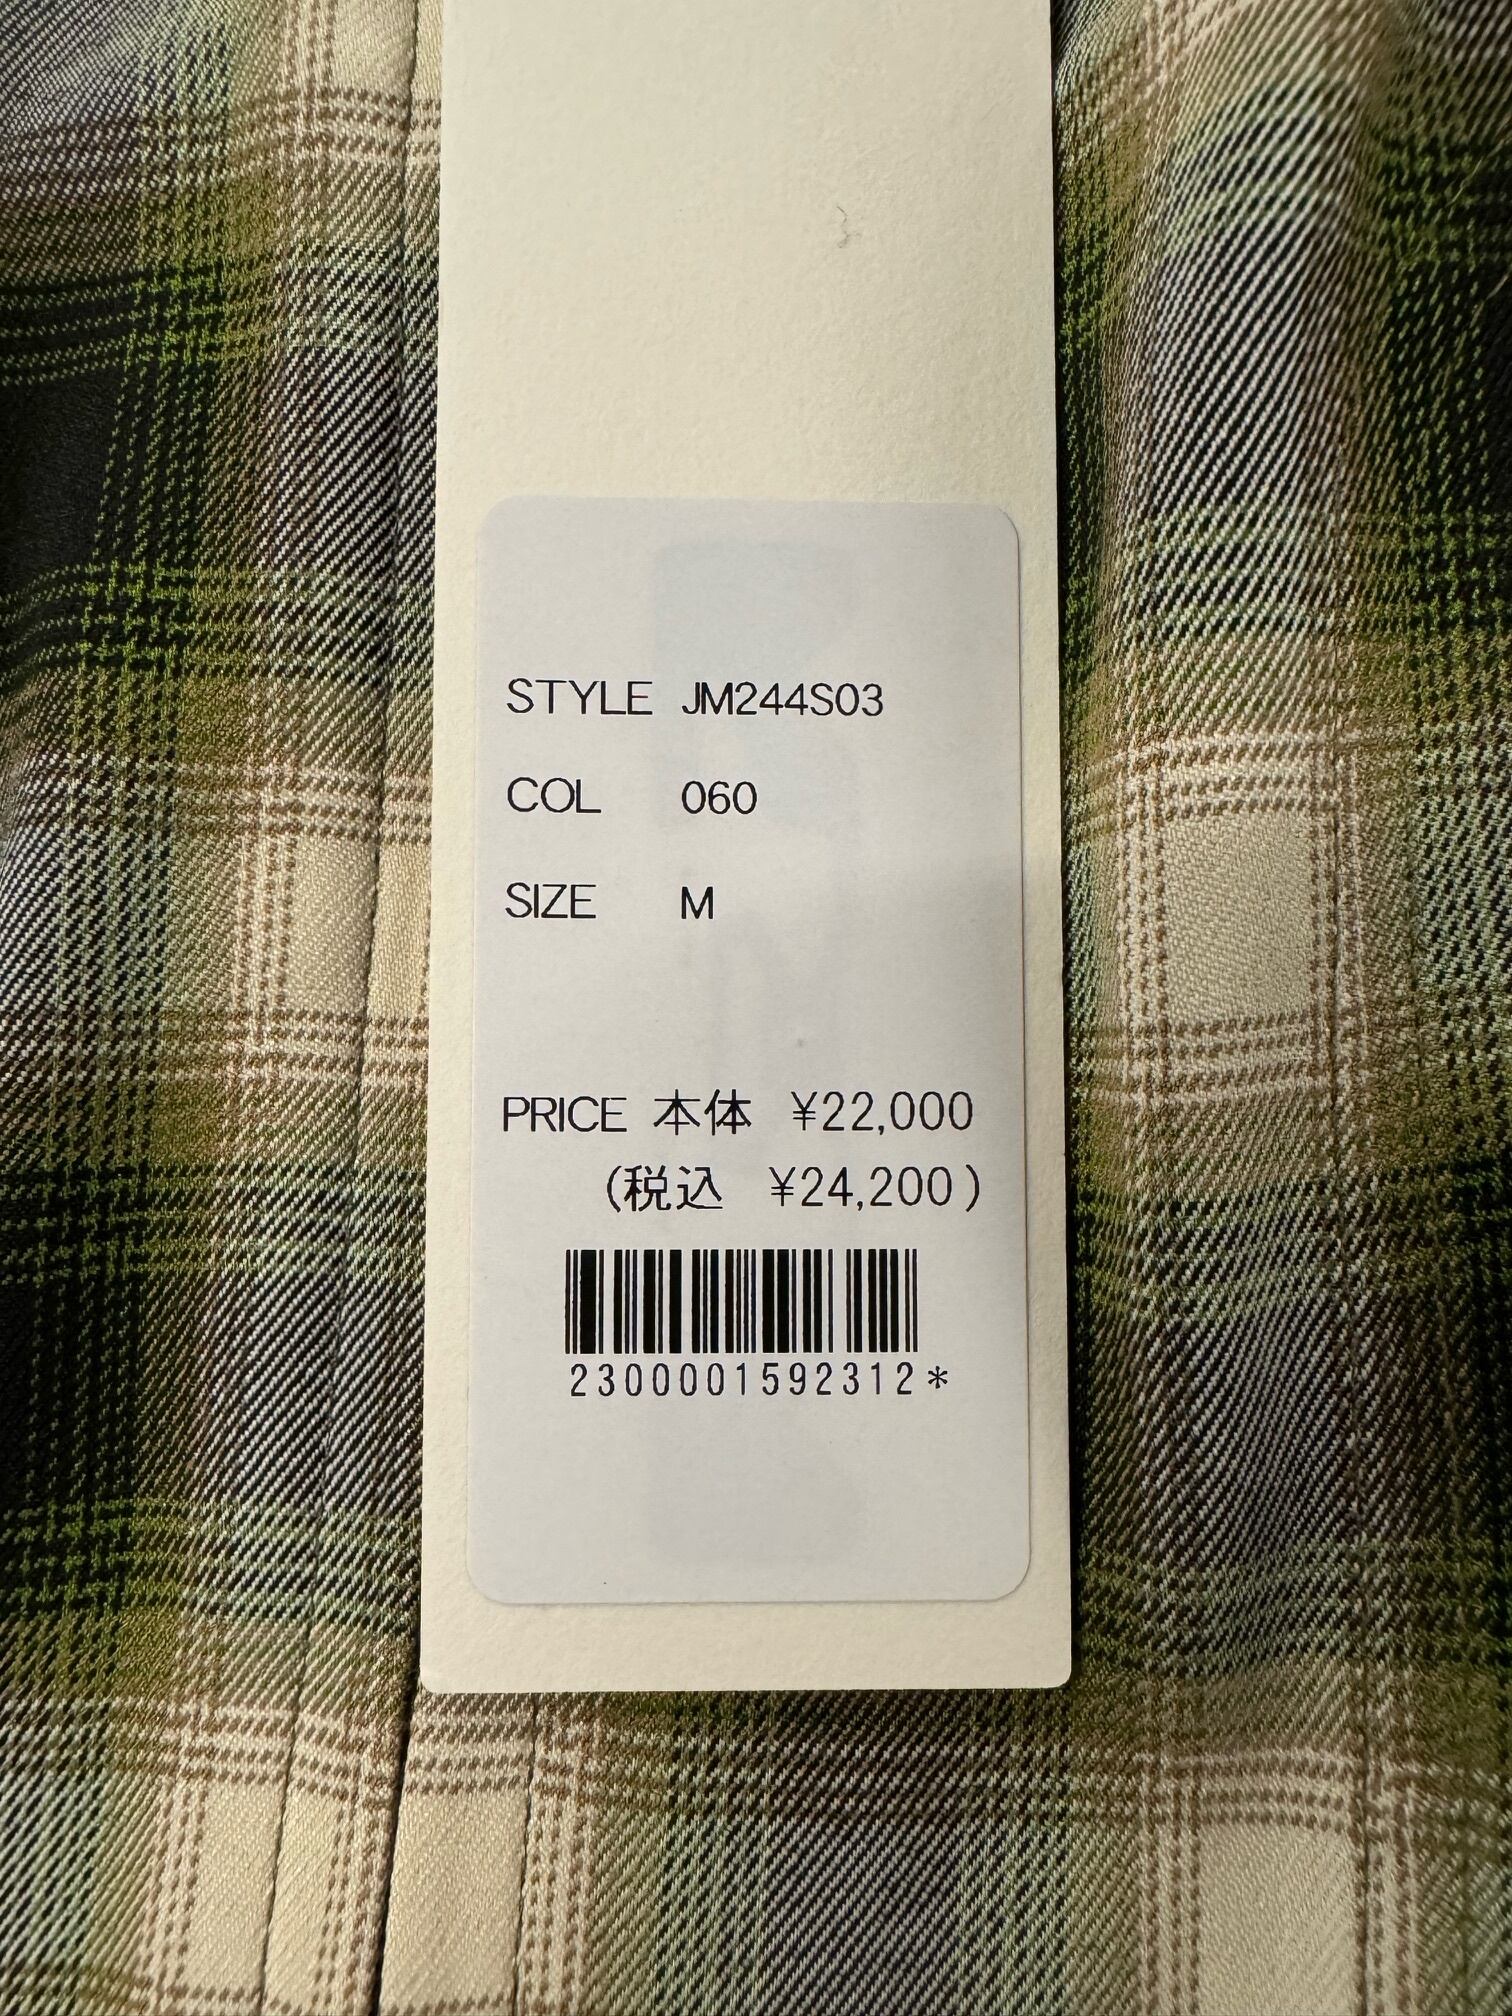 STYLE JM244S03
COL 060
SIZE M
PRICE 本体 ¥22,000
(税込 ¥24,200)
2300001592312*